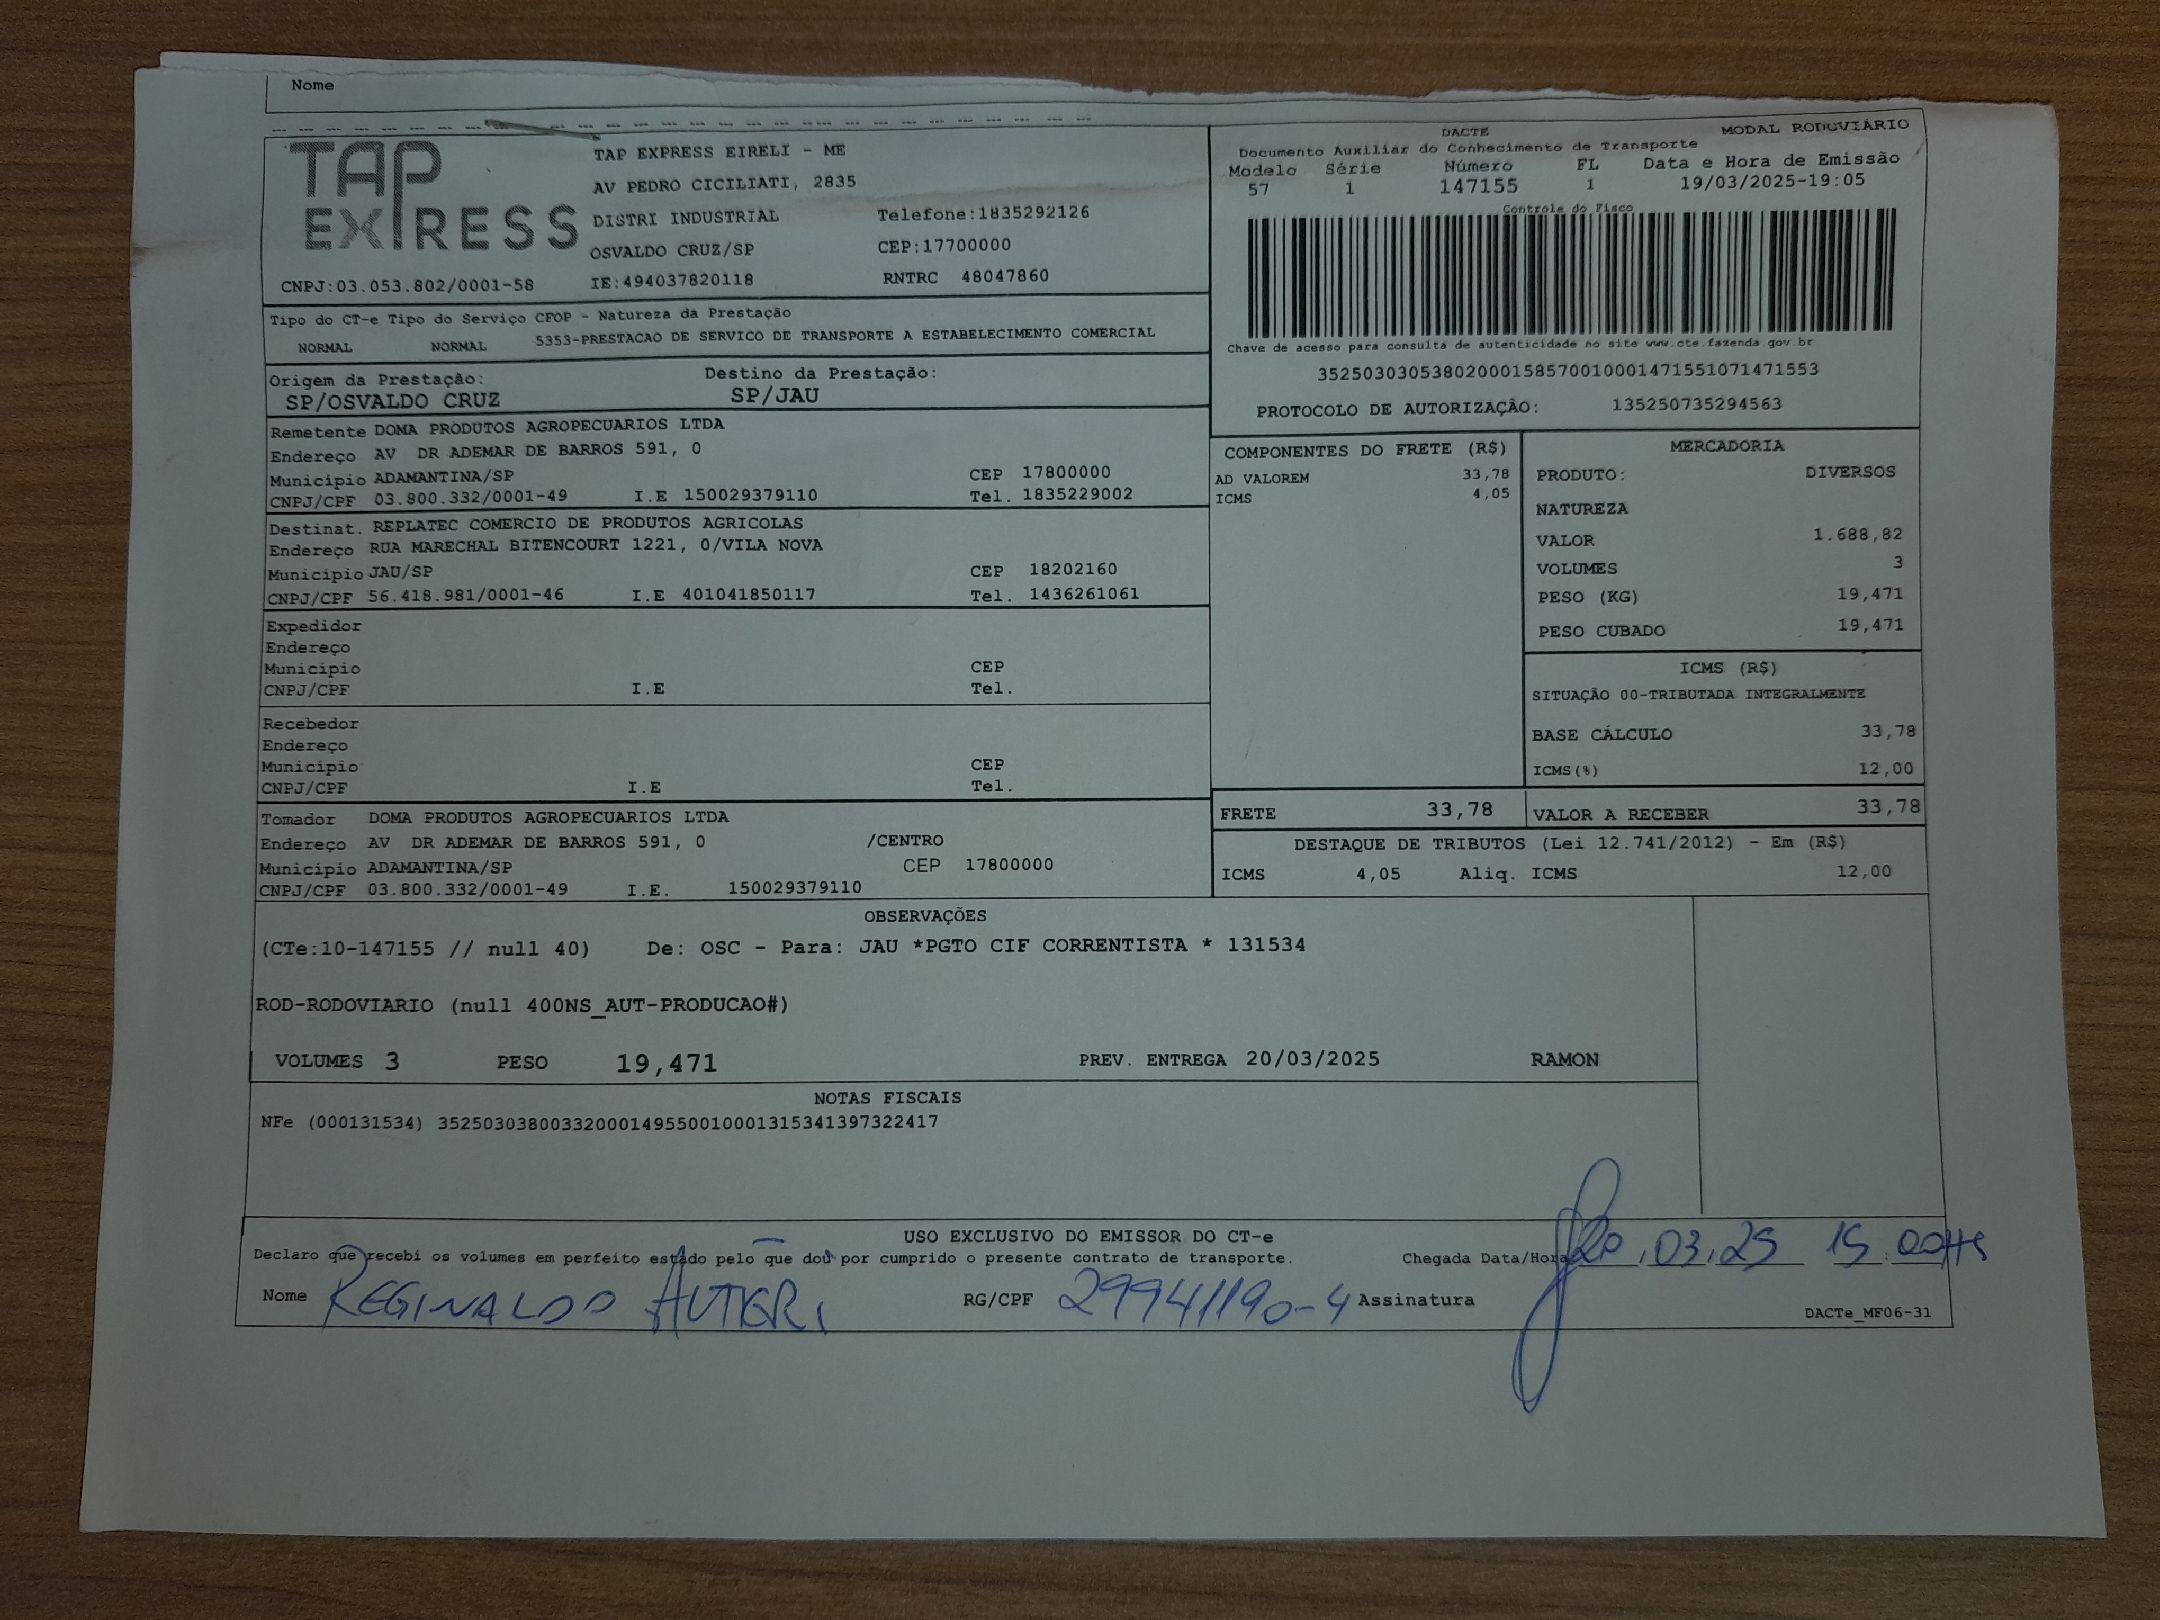 Nome
TAP EXPRESS
TAP EXPRESS EIRELI - ME
AV PEDRO CICILIATI, 2835
DISTRI INDUSTRIAL Telefone:1835292126
OSVALDO CRUZ/SP CEP:17700000
CNPJ:03.053.802/0001-58 IE:494037820118 RNTRC 48047860
DACTE MODAL RODOVIÁRIO
Documento Auxiliar do Conhecimento de Transporte
Modelo Série Número FL Data e Hora de Emissão
57 1 147155 1 19/03/2025-19:05
Controle do Fisco
Chave de acesso para consulta de autenticidade no site www.cte.fazenda.gov.br
35250303053802000158570010001471551071471553
PROTOCOLO DE AUTORIZAÇÃO: 135250735294563
Tipo do CT-e Tipo do Serviço CFOP - Natureza da Prestação
NORMAL NORMAL 5353-PRESTACAO DE SERVICO DE TRANSPORTE A ESTABELECIMENTO COMERCIAL
Origem da Prestação: Destino da Prestação:
SP/OSVALDO CRUZ SP/JAU
Remetente DOMA PRODUTOS AGROPECUARIOS LTDA
Endereço AV DR ADEMAR DE BARROS 591, 0
Município ADAMANTINA/SP CEP 17800000
CNPJ/CPF 03.800.332/0001-49 I.E 150029379110 Tel. 1835229002
Destinat. REPLATEC COMERCIO DE PRODUTOS AGRICOLAS
Endereço RUA MARECHAL BITENCOURT 1221, 0/VILA NOVA
Município JAU/SP CEP 18202160
CNPJ/CPF 56.418.981/0001-46 I.E 401041850117 Tel. 1436261061
Expedidor
Endereço
Município CEP
CNPJ/CPF I.E Tel.
Recebedor
Endereço
Município CEP
CNPJ/CPF I.E Tel.
Tomador DOMA PRODUTOS AGROPECUARIOS LTDA
Endereço AV DR ADEMAR DE BARROS 591, 0 /CENTRO
Município ADAMANTINA/SP CEP 17800000
CNPJ/CPF 03.800.332/0001-49 I.E. 150029379110
COMPONENTES DO FRETE (R$)
AD VALOREM 33,78
ICMS 4,05
MERCADORIA
PRODUTO: DIVERSOS
NATUREZA
VALOR 1.688,82
VOLUMES 3
PESO (KG) 19,471
PESO CUBADO 19,471
ICMS (R$)
SITUAÇÃO 00-TRIBUTADA INTEGRALMENTE
BASE CÁLCULO 33,78
ICMS(%) 12,00
FRETE 33,78 VALOR A RECEBER 33,78
DESTAQUE DE TRIBUTOS (Lei 12.741/2012) - Em (R$)
ICMS 4,05 Aliq. ICMS 12,00
OBSERVAÇÕES
(CTe:10-147155 // null 40) De: OSC - Para: JAU *PGTO CIF CORRENTISTA * 131534
ROD-RODOVIARIO (null 400NS_AUT-PRODUCAO#)
VOLUMES 3 PESO 19,471 PREV. ENTREGA 20/03/2025 RAMON
NOTAS FISCAIS
NFe (000131534) 35250303800332000149550010001315341397322417
USO EXCLUSIVO DO EMISSOR DO CT-e
Declaro que recebi os volumes em perfeito estado pelo que dou por cumprido o presente contrato de transporte. Chegada Data/Hora 20.03.25 15:00HS
Nome REGINALDO AUTERI RG/CPF 29941190-4 Assinatura
DACTe_MF06-31